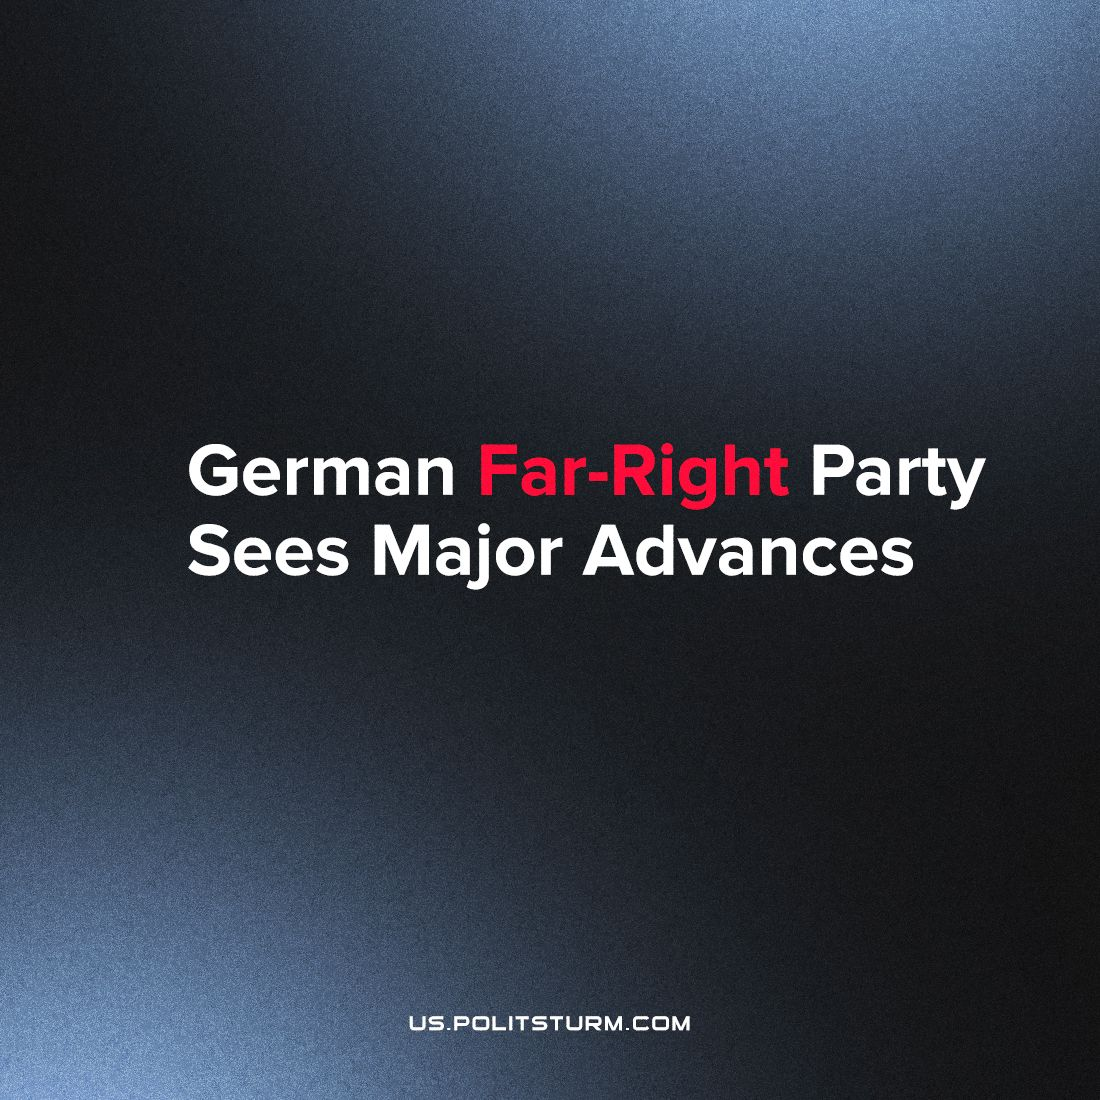 German Far-Right Party
Sees Major Advances
US.POLITSTURM.COM